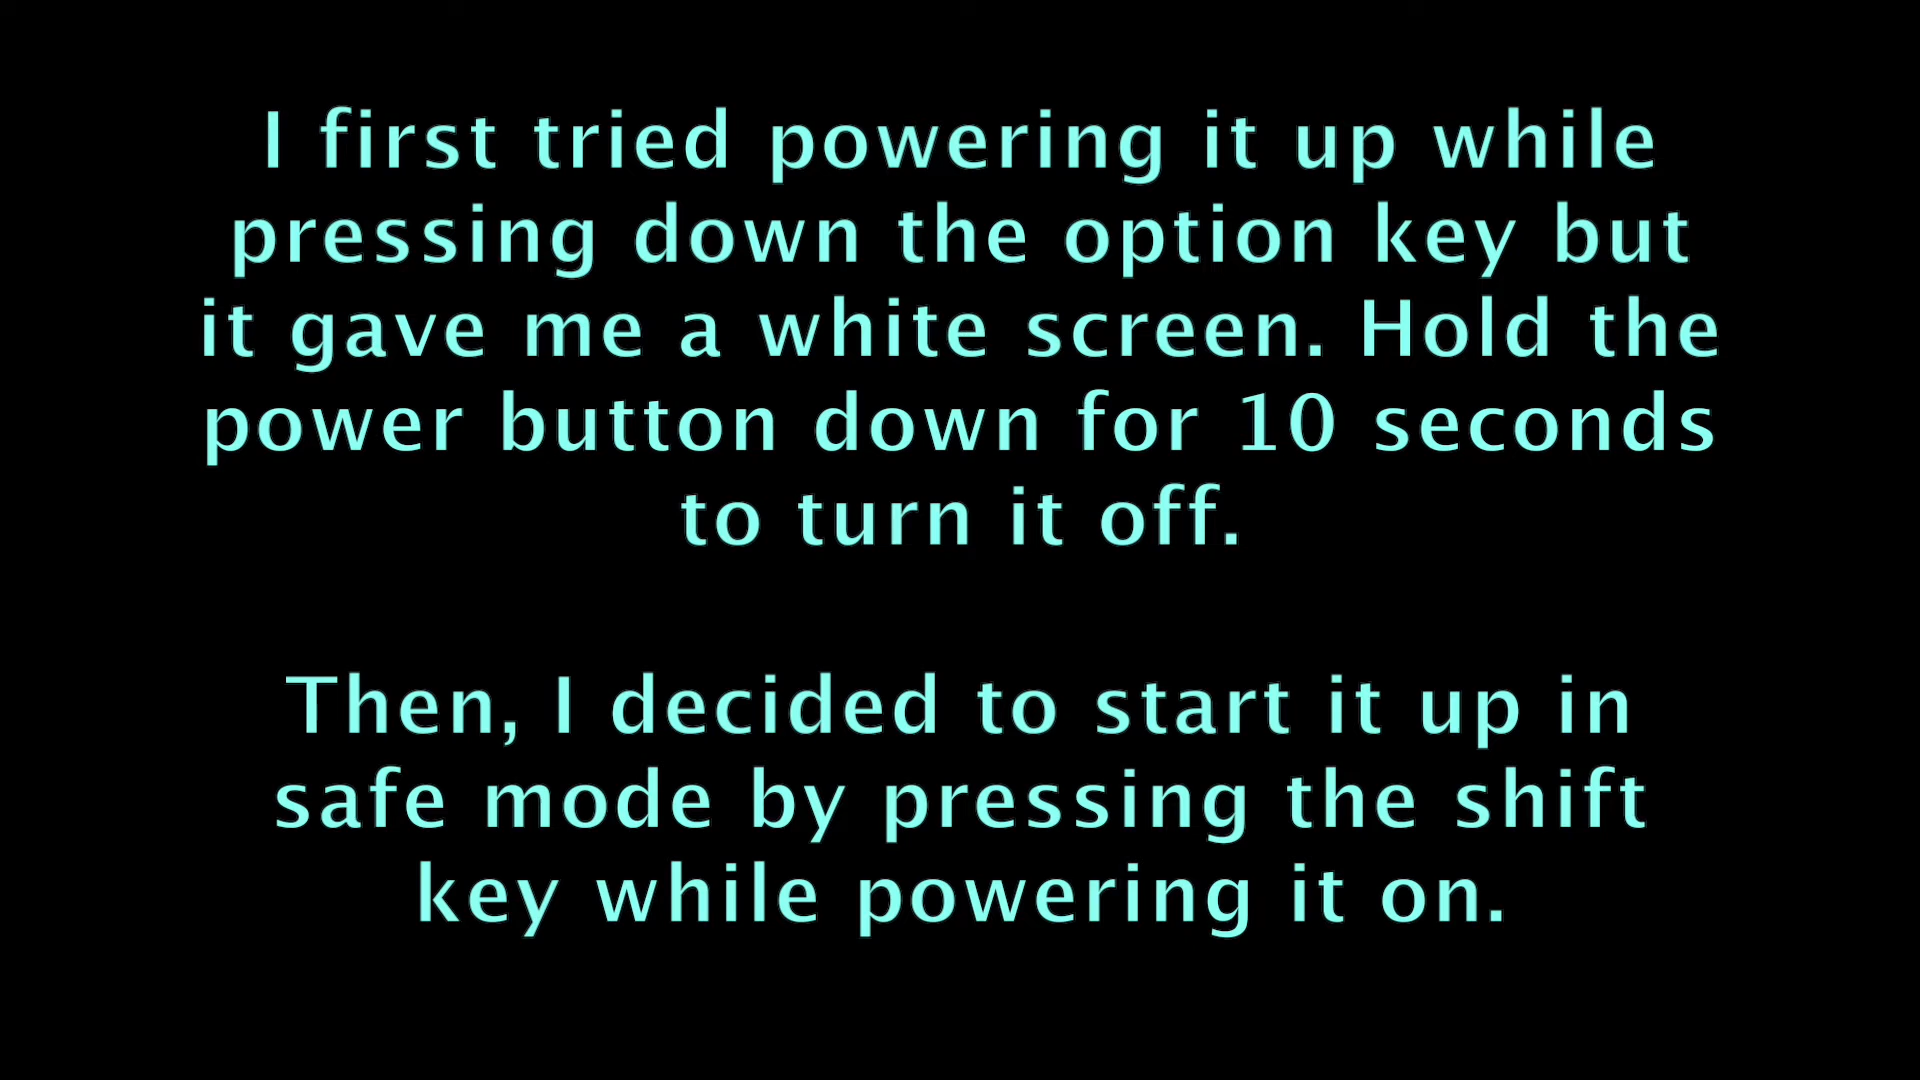 I first tried powering it up while
pressing down the option key but
it gave me a white screen. Hold the
power button down for 10 seconds
to turn it off.
Then, I decided to start it up in
safe mode by pressing the shift
key while powering it on.